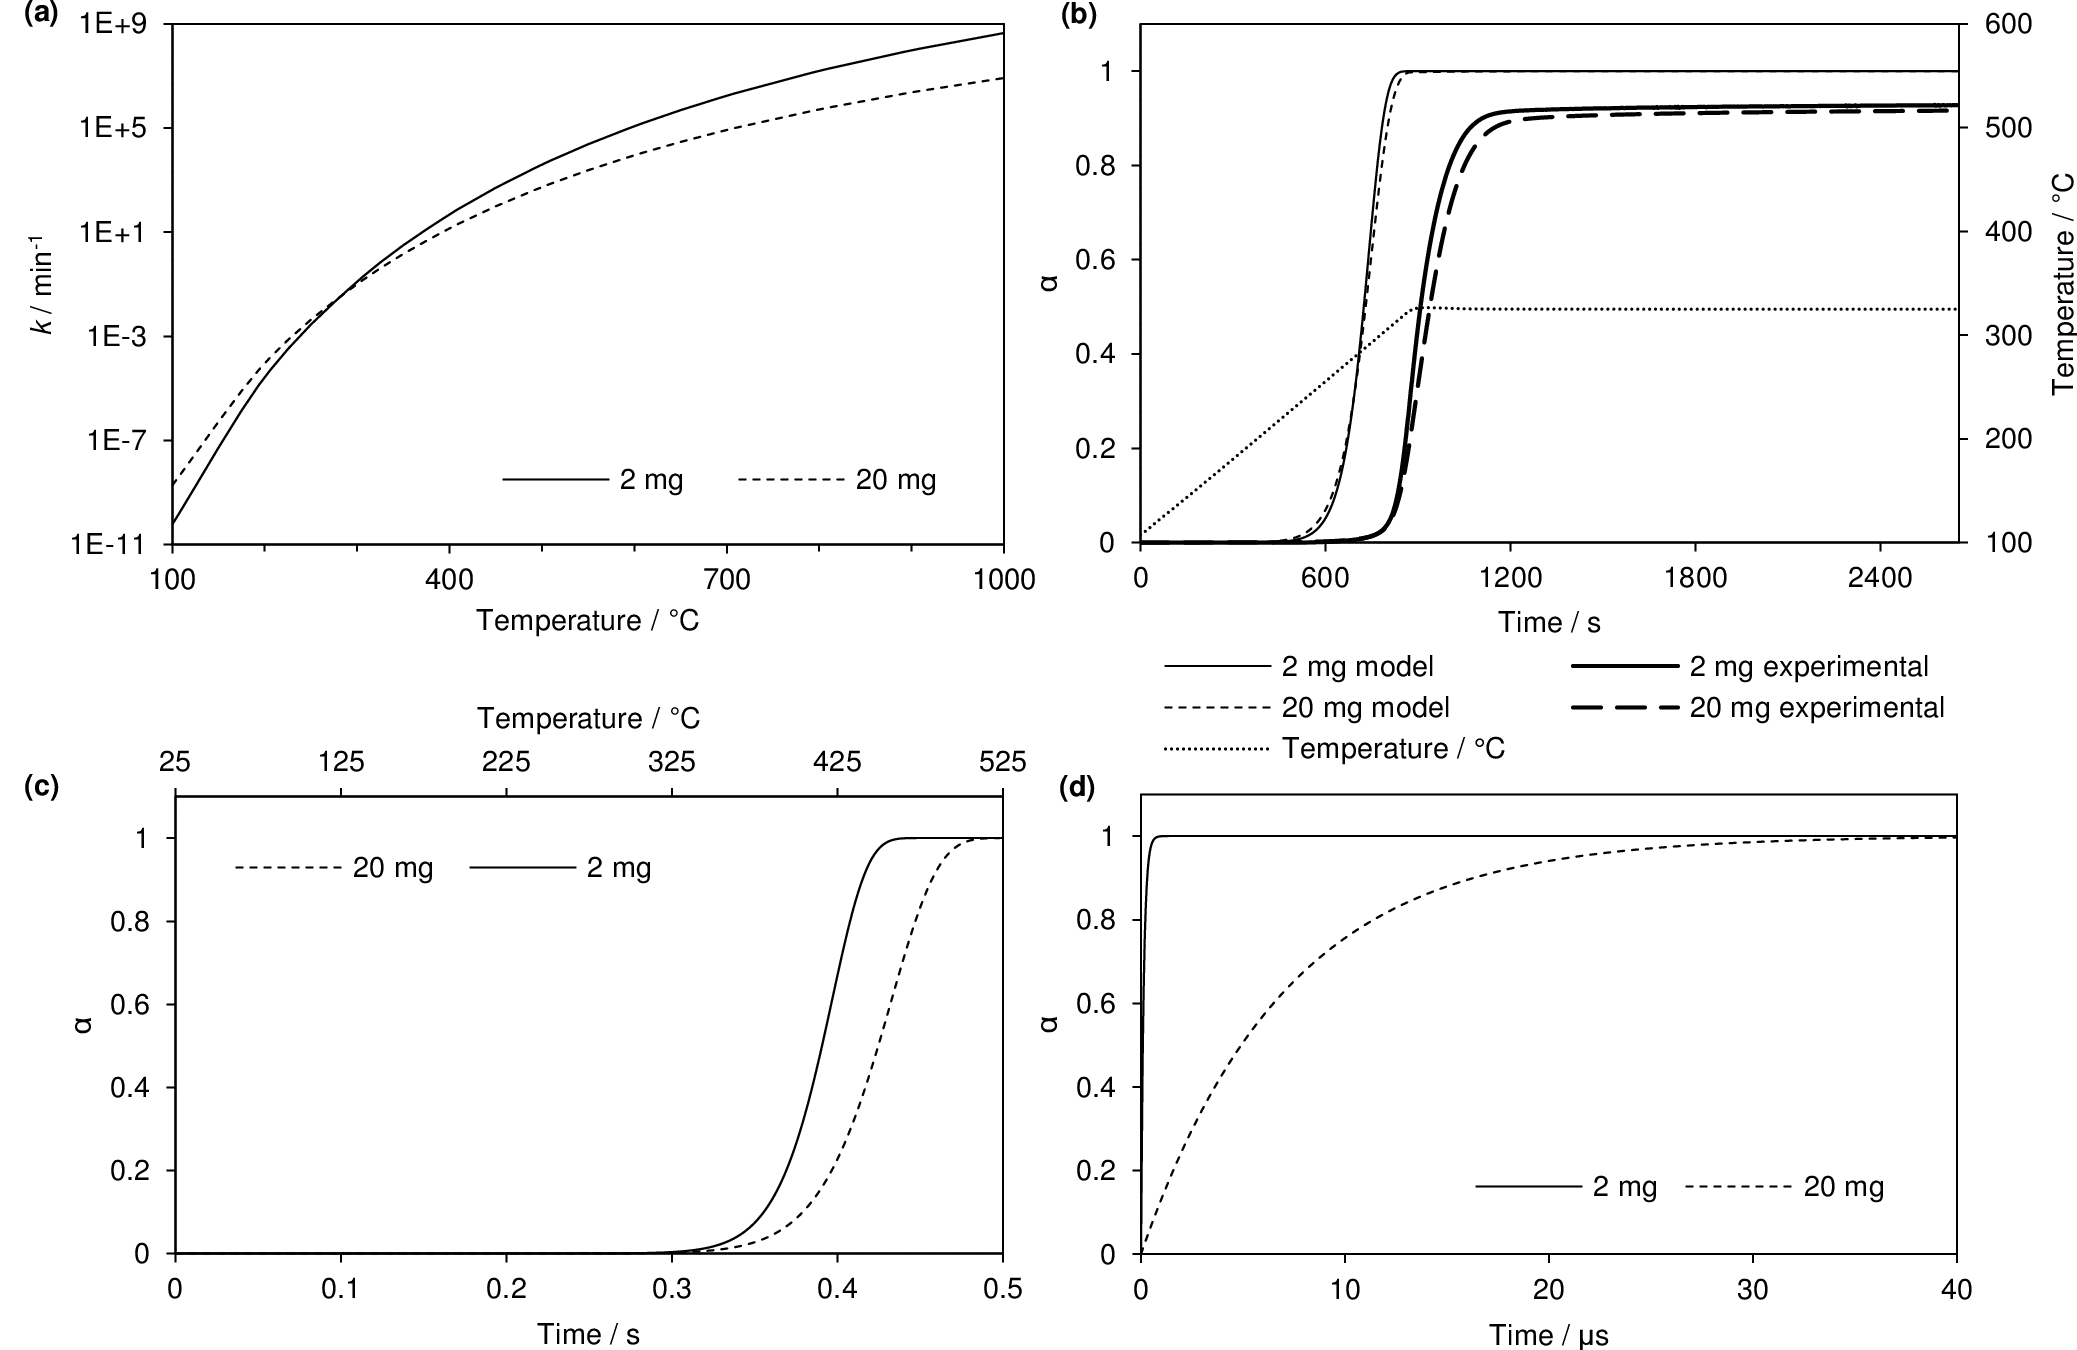 (a)
1E+9
1E+5
1E+1
1E-3
1E-7
1E-11
k / min-1
2 mg 20 mg
100 400 700 1000
Temperature / °C
(b)
1
0.8
0.6
0.4
0.2
0
α
600
500
400
300
200
100
Temperature / °C
0 600 1200 1800 2400
Time / s
2 mg model 2 mg experimental
20 mg model 20 mg experimental
Temperature / °C
(c)
Temperature / °C
25 125 225 325 425 525
20 mg 2 mg
1
0.8
0.6
0.4
0.2
0
α
0 0.1 0.2 0.3 0.4 0.5
Time / s
(d)
1
0.8
0.6
0.4
0.2
0
α
2 mg 20 mg
0 10 20 30 40
Time / µs